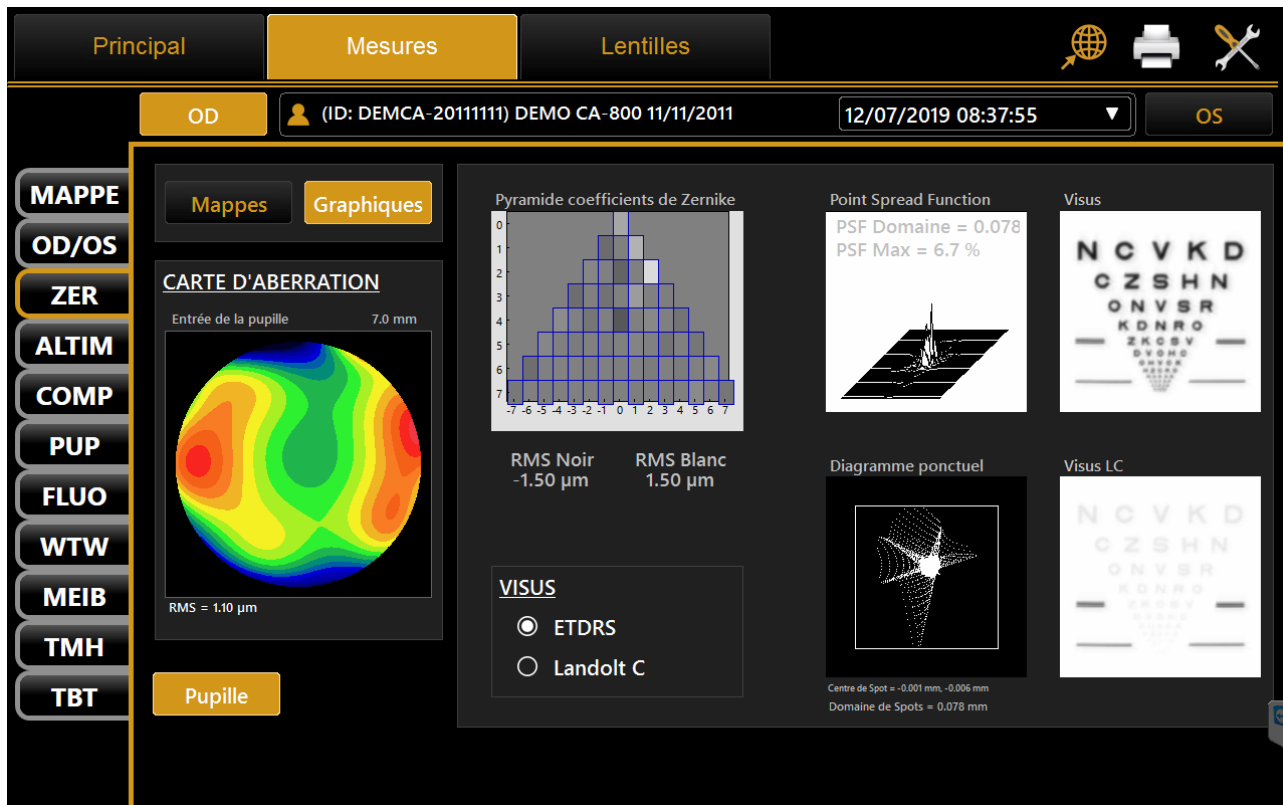 Principal
Mesures
Lentilles
OD
(ID: DEMCA-20111111) DEMO CA-800 11/11/2011
12/07/2019 08:37:55
OS
MAPPE
OD/OS
ZER
ALTIM
COMP
PUP
FLUO
WTW
MEIB
TMH
TBT
Mappes
Graphiques
CARTE D'ABERRATION
Entrée de la pupille
7.0 mm
RMS = 1.10 µm
Pupille
Pyramide coefficients de Zernike
0
1
2
3
4
5
6
7
-7 -6 -5 -4 -3 -2 -1 0 1 2 3 4 5 6 7
RMS Noir
-1.50 µm
RMS Blanc
1.50 µm
VISUS
ETDRS
Landolt C
Point Spread Function
PSF Domaine = 0.078
PSF Max = 6.7 %
Diagramme ponctuel
Centre de Spot = -0.001 mm, -0.006 mm
Domaine de Spots = 0.078 mm
Visus
N C V K D
C Z S H N
O N V S R
K D N R O
Z K C S V
Visus LC
N C V K D
C Z S H N
O N V S R
K D N R O